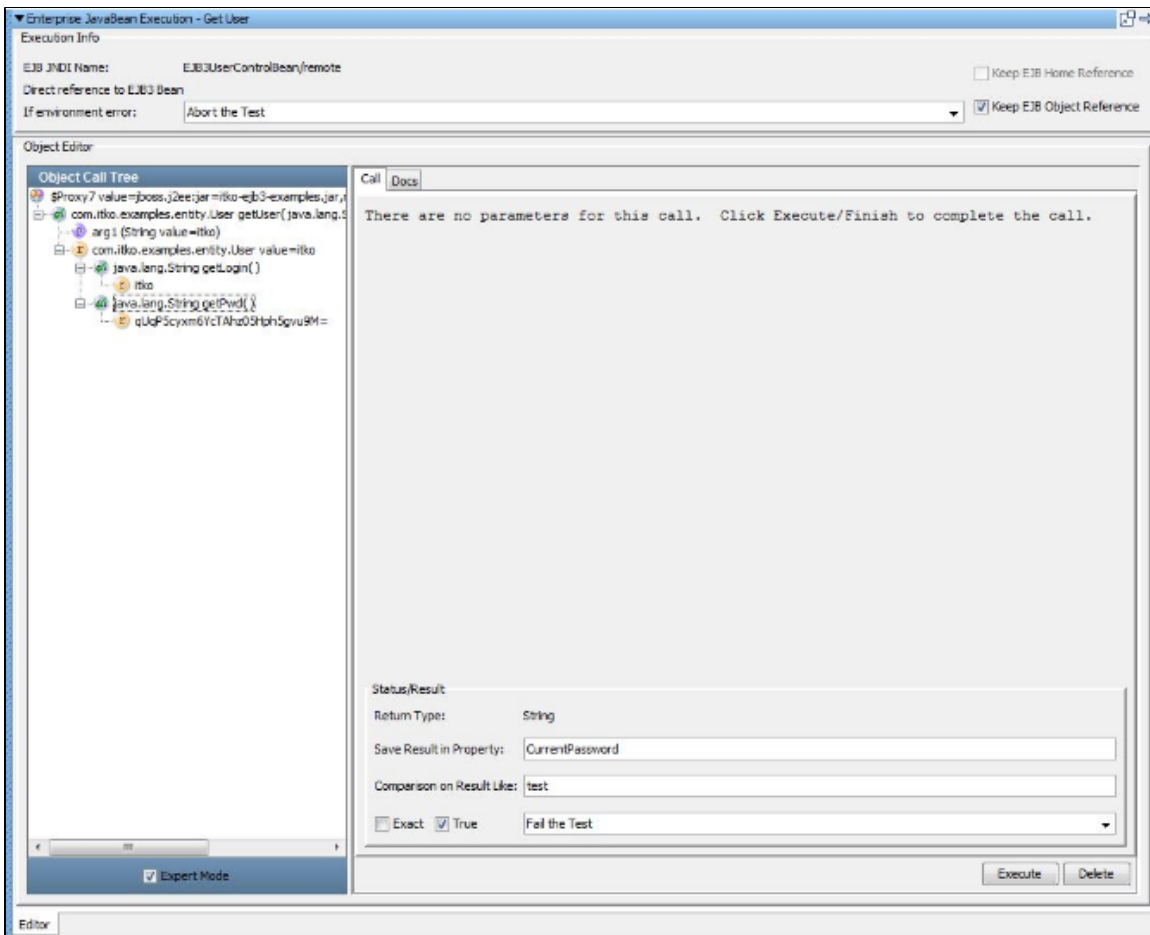 Enterprise JavaBean Execution - Get User
Execution Info
EJB JNDI Name: EJB3UserControlBean/remote
Keep EJB Home Reference
Direct reference to EJB3 Bean
If environment error: Abort the Test
Keep EJB Object Reference
Object Editor
Object Call Tree
$Proxy7 value=jboss.j2ee:jar=itko-ejb3-examples.jar,
com.itko.examples.entity.User getUser( java.lang.S
arg1 (String value=itko)
com.itko.examples.entity.User value=itko
java.lang.String getLogin( )
itko
java.lang.String getPwd( )
Call Docs
There are no parameters for this call. Click Execute/Finish to complete the call.
Status/Result
Return Type: String
Save Result in Property: CurrentPassword
Comparison on Result Like: test
Exact True Fail the Test
Expert Mode
Execute Delete
Editor